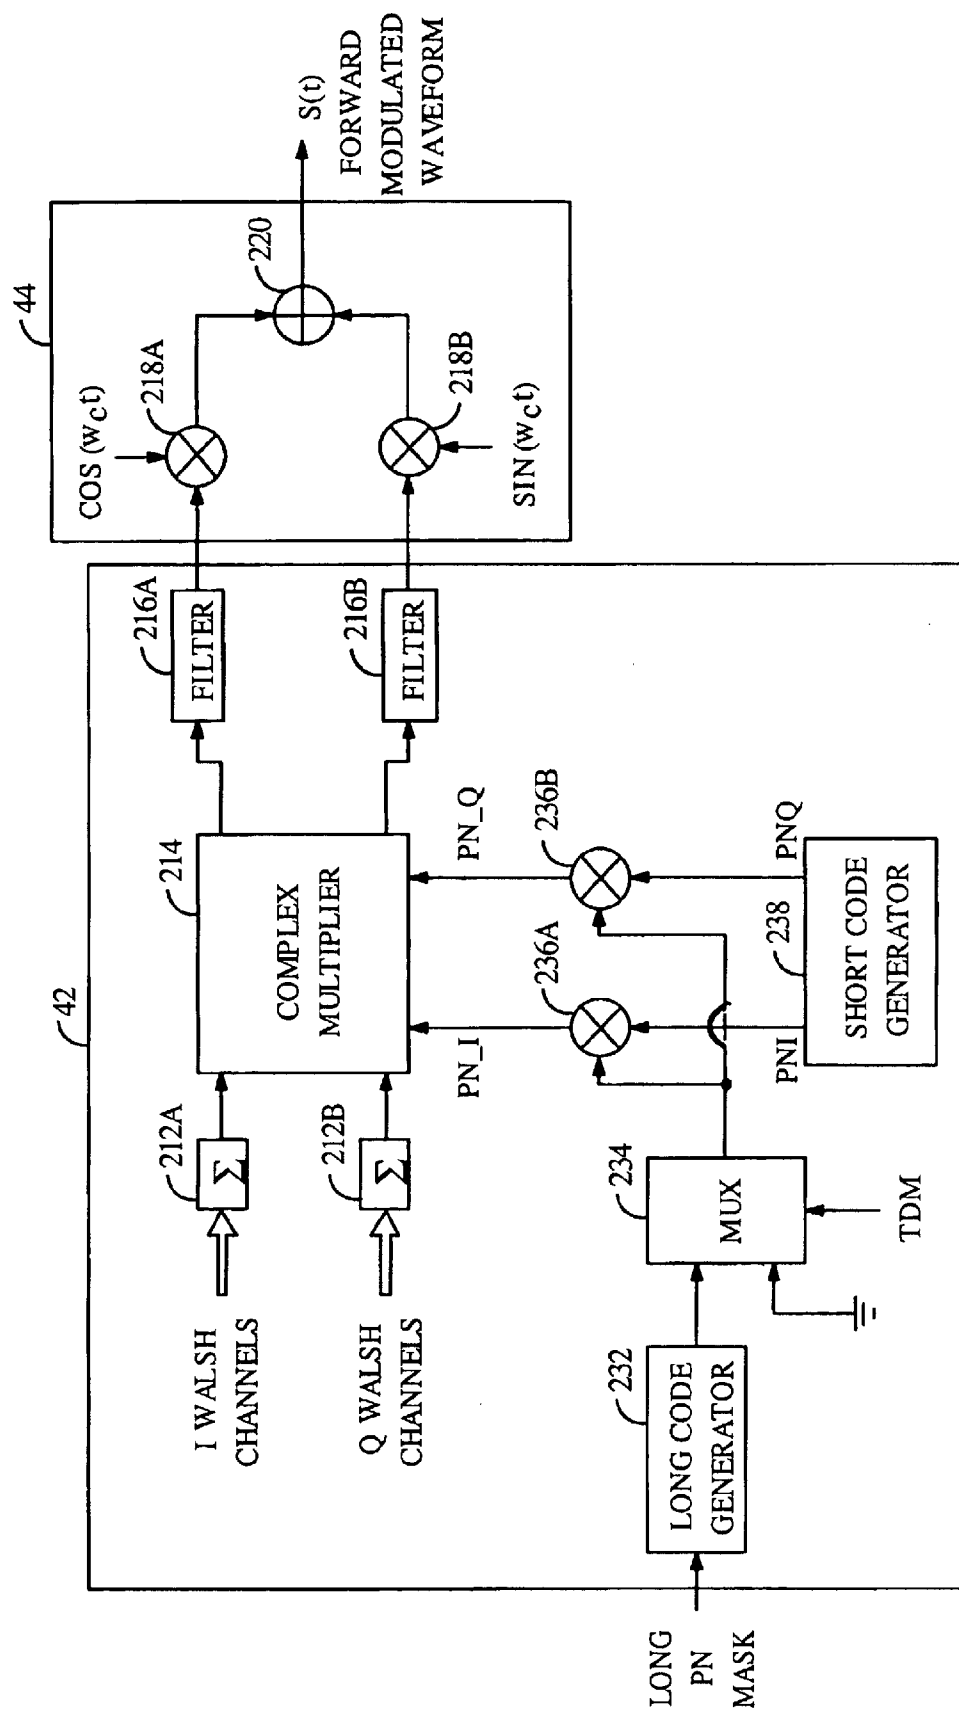 44
COS (wct)
218A
220
S(t)
FORWARD
MODULATED
WAVEFORM
218B
SIN (wct)
42
I WALSH
CHANNELS
212A
Σ
Q WALSH
CHANNELS
212B
Σ
214
COMPLEX
MULTIPLIER
216A
FILTER
216B
FILTER
PN_I
PN_Q
236A
236B
LONG
PN
MASK
232
LONG CODE
GENERATOR
234
MUX
TDM
PNI
PNQ
238
SHORT CODE
GENERATOR